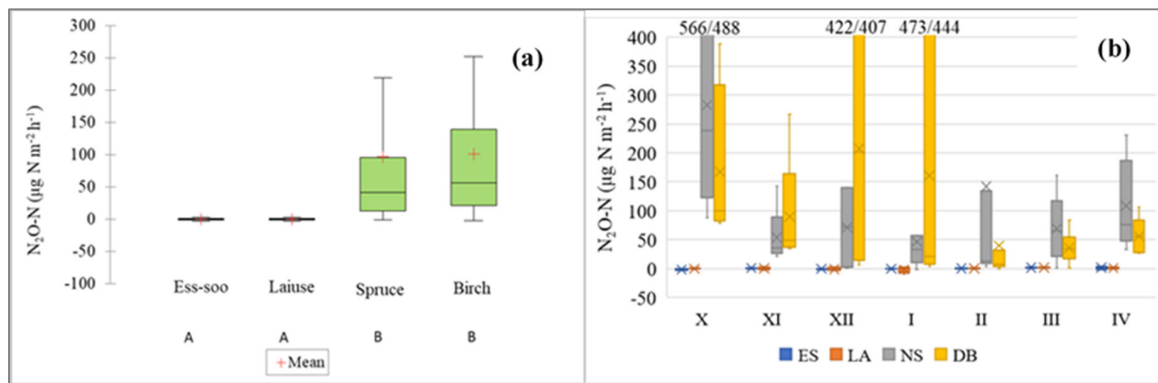 (a)
N₂O-N (µg N m⁻² h⁻¹)
300
250
200
150
100
50
0
-50
-100
Ess-soo Laiuse Spruce Birch
A A B B
+ Mean
566/488 422/407 473/444
(b)
N₂O-N (µg N m⁻² h⁻¹)
400
350
300
250
200
150
100
50
0
-50
X XI XII I II III IV
ES LA NS DB